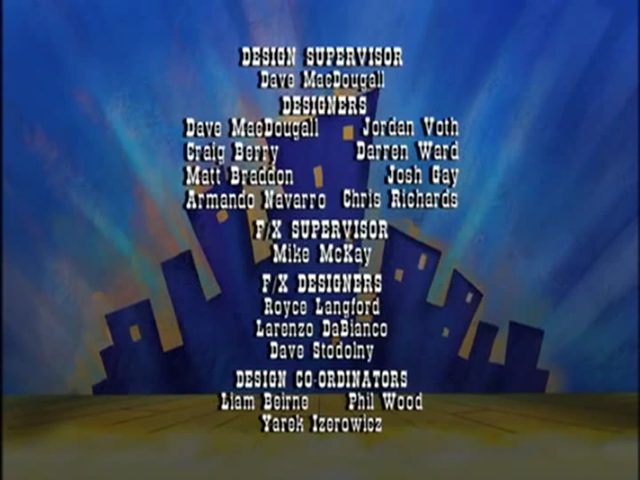 DESIGN SUPERVISOR
Dave MacDougall
DESIGNERS
Dave MacDougall Jordan Voth
Craig Berry Darren Ward
Matt Braddon Josh Gay
Armando Navarro Chris Richards
F/X SUPERVISOR
Mike McKay
F/X DESIGNERS
Royce Langford
Larenzo DaBianco
Dave Stodolny
DESIGN CO-ORDINATORS
Liam Beirne Phil Wood
Yarek Izerowicz